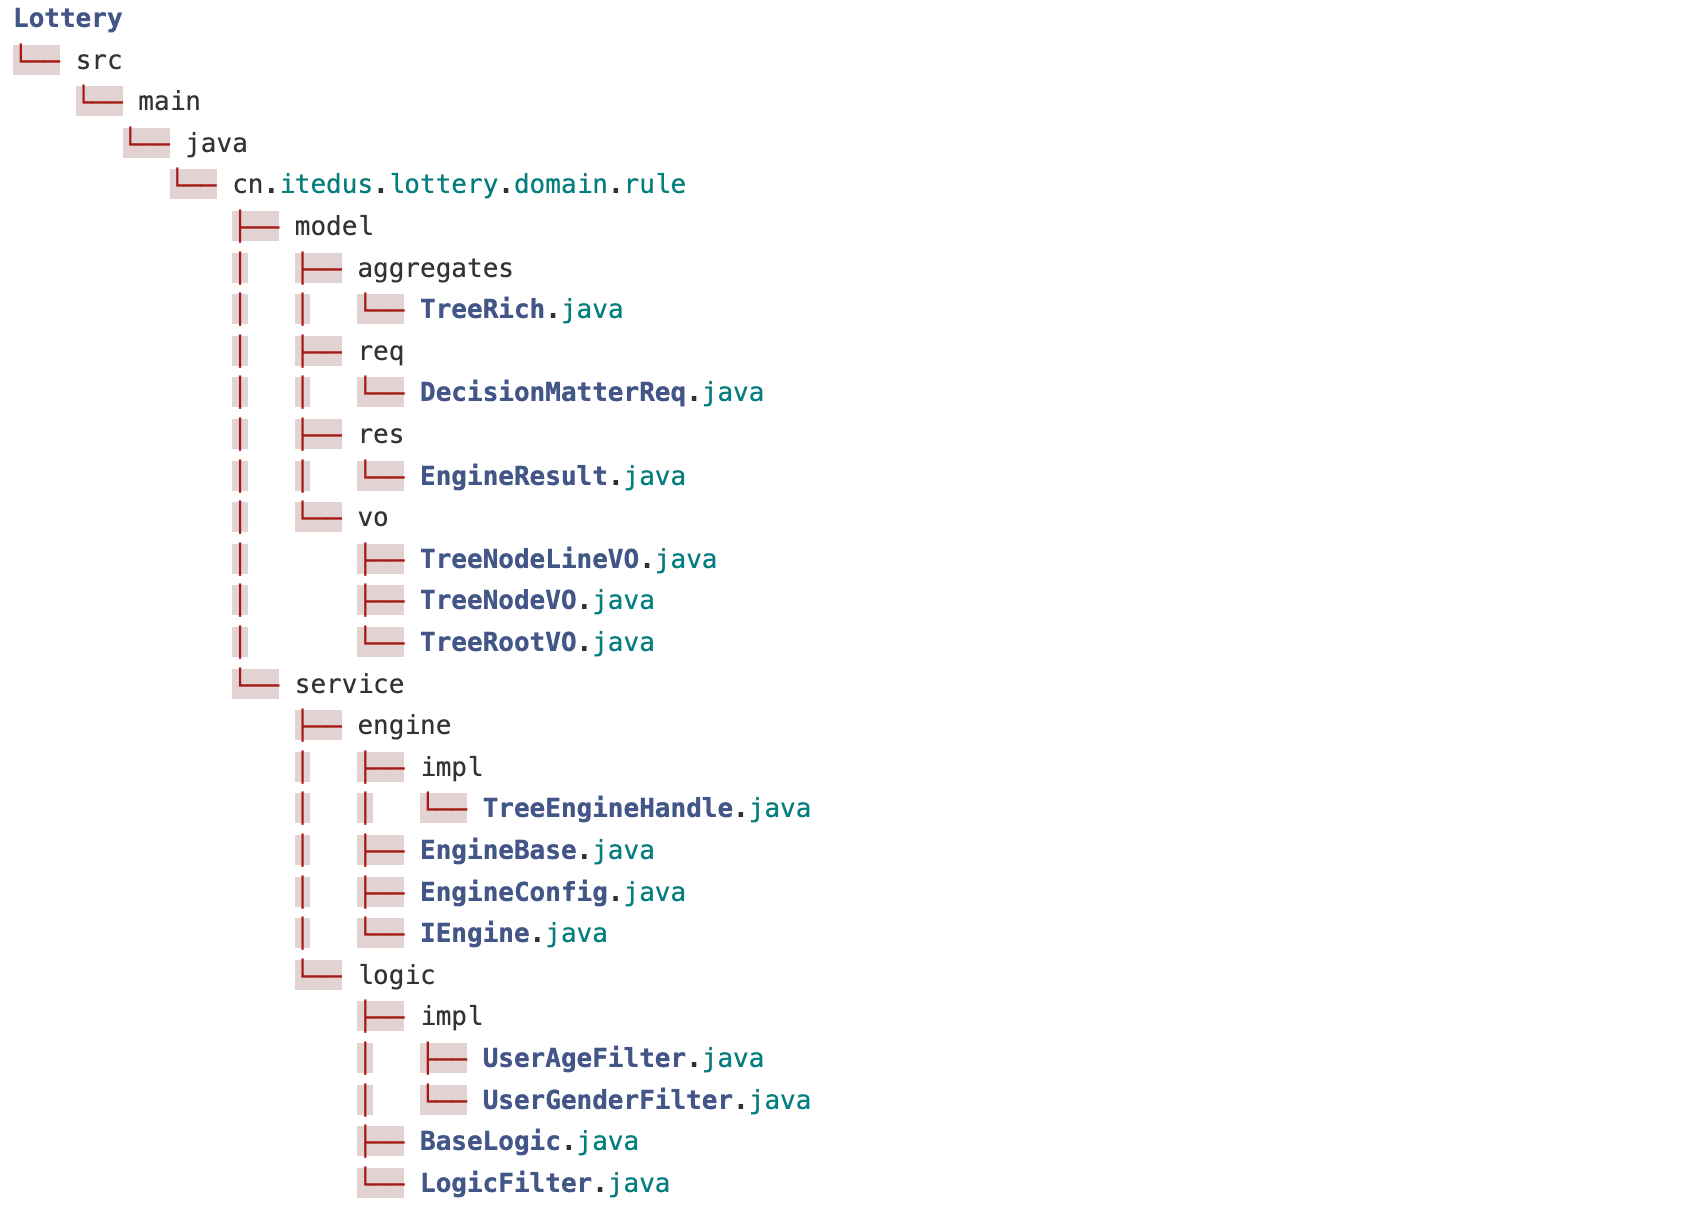 Lottery
└── src
    └── main
       └── java
          └── cn.itedus.lottery.domain.rule
              ├── model
              │   ├── aggregates
              │   │   └── TreeRich.java
              │   ├── req
              │   │   └── DecisionMatterReq.java
              │   ├── res
              │   │   └── EngineResult.java
              │   └── vo
              │       ├── TreeNodeLineVO.java
              │       ├── TreeNodeVO.java
              │       └── TreeRootVO.java
              └── service
                  ├── engine
                  │   ├── impl
                  │   │   └── TreeEngineHandle.java
                  │   ├── EngineBase.java
                  │   ├── EngineConfig.java
                  │   └── IEngine.java
                  └── logic
                      ├── impl
                      │   ├── UserAgeFilter.java
                      │   └── UserGenderFilter.java
                      ├── BaseLogic.java
                      └── LogicFilter.java